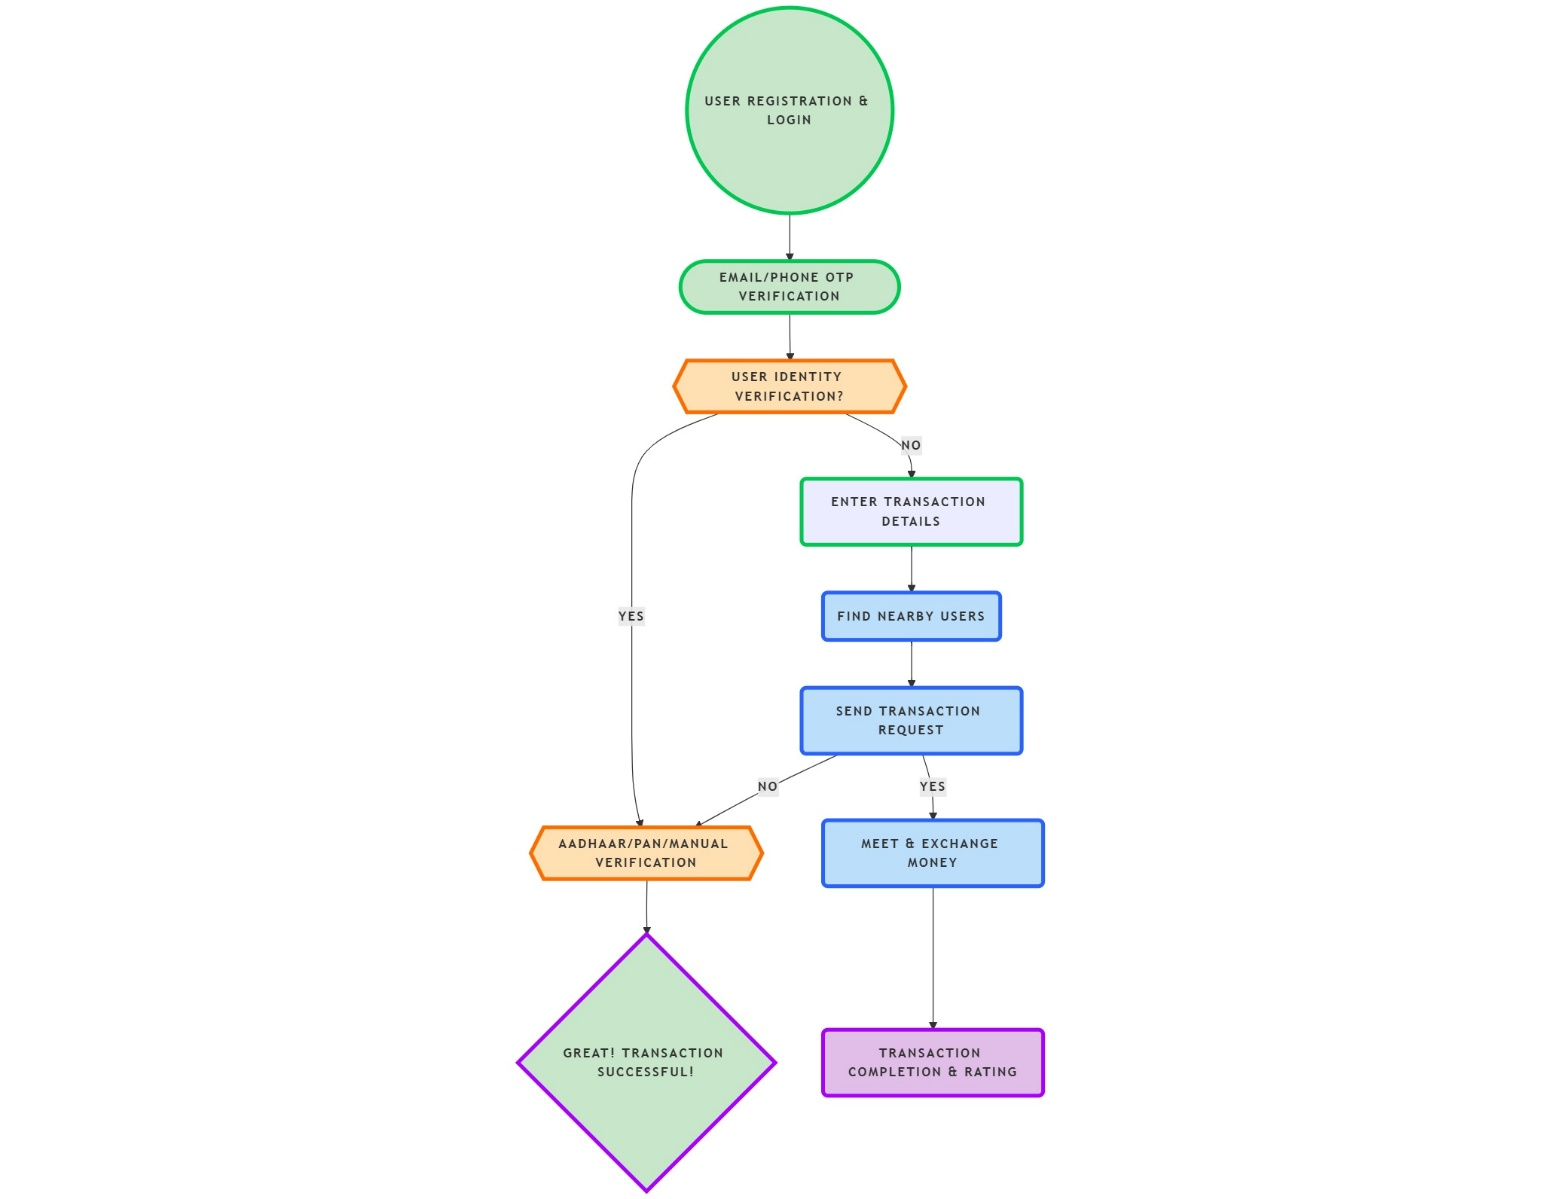 USER REGISTRATION &
LOGIN
EMAIL/PHONE OTP
VERIFICATION
USER IDENTITY
VERIFICATION?
NO
ENTER TRANSACTION
DETAILS
YES
FIND NEARBY USERS
SEND TRANSACTION
REQUEST
NO
YES
AADHAAR/PAN/MANUAL
VERIFICATION
MEET & EXCHANGE
MONEY
GREAT! TRANSACTION
SUCCESSFUL!
TRANSACTION
COMPLETION & RATING